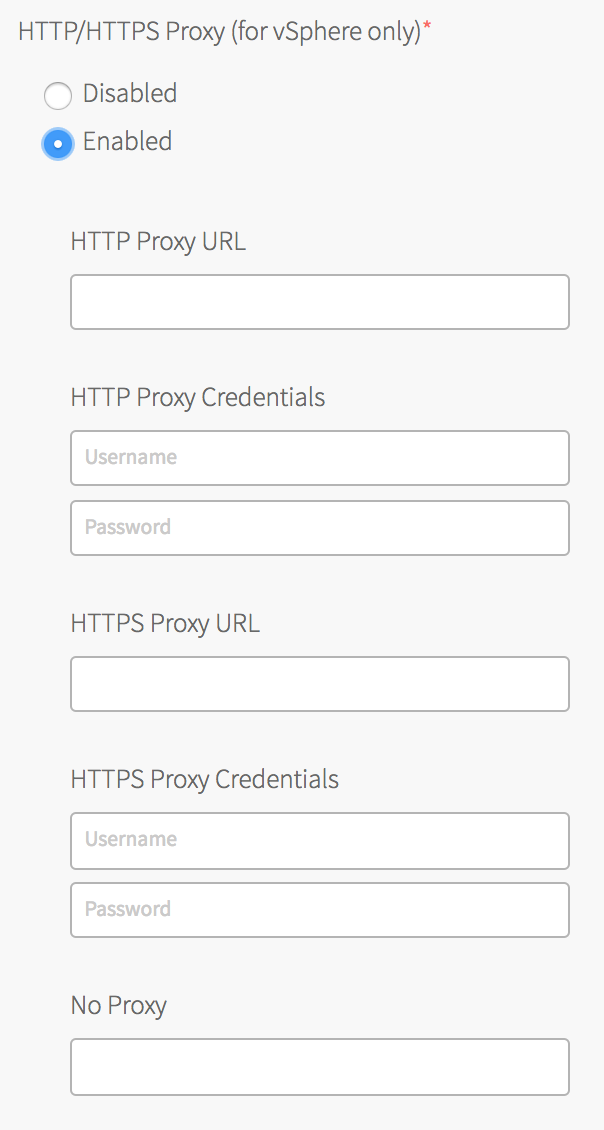 HTTP/HTTPS Proxy (for vSphere only)*
Disabled
Enabled
HTTP Proxy URL
HTTP Proxy Credentials
Username
Password
HTTPS Proxy URL
HTTPS Proxy Credentials
Username
Password
No Proxy